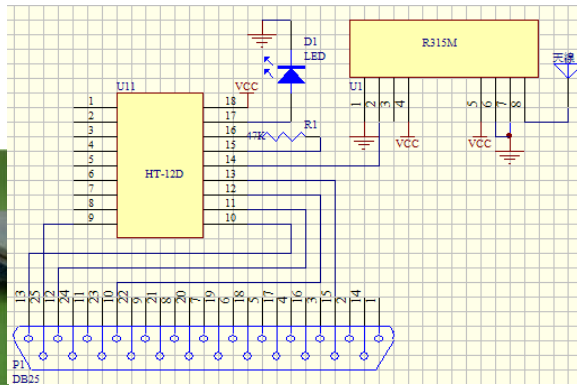 D1
LED
R315M
天線
U11
VCC
U1
1 2 3 4
5 6 7 8
1
2
3
4
5
6
7
8
9
18
17
16
15
14
13
12
11
10
47K
R1
VCC
VCC
HT-12D
13 25 12 24 11 23 10 22 9 21 8 20 7 19 6 18 5 17 4 16 3 15 2 14 1
P1
DB25